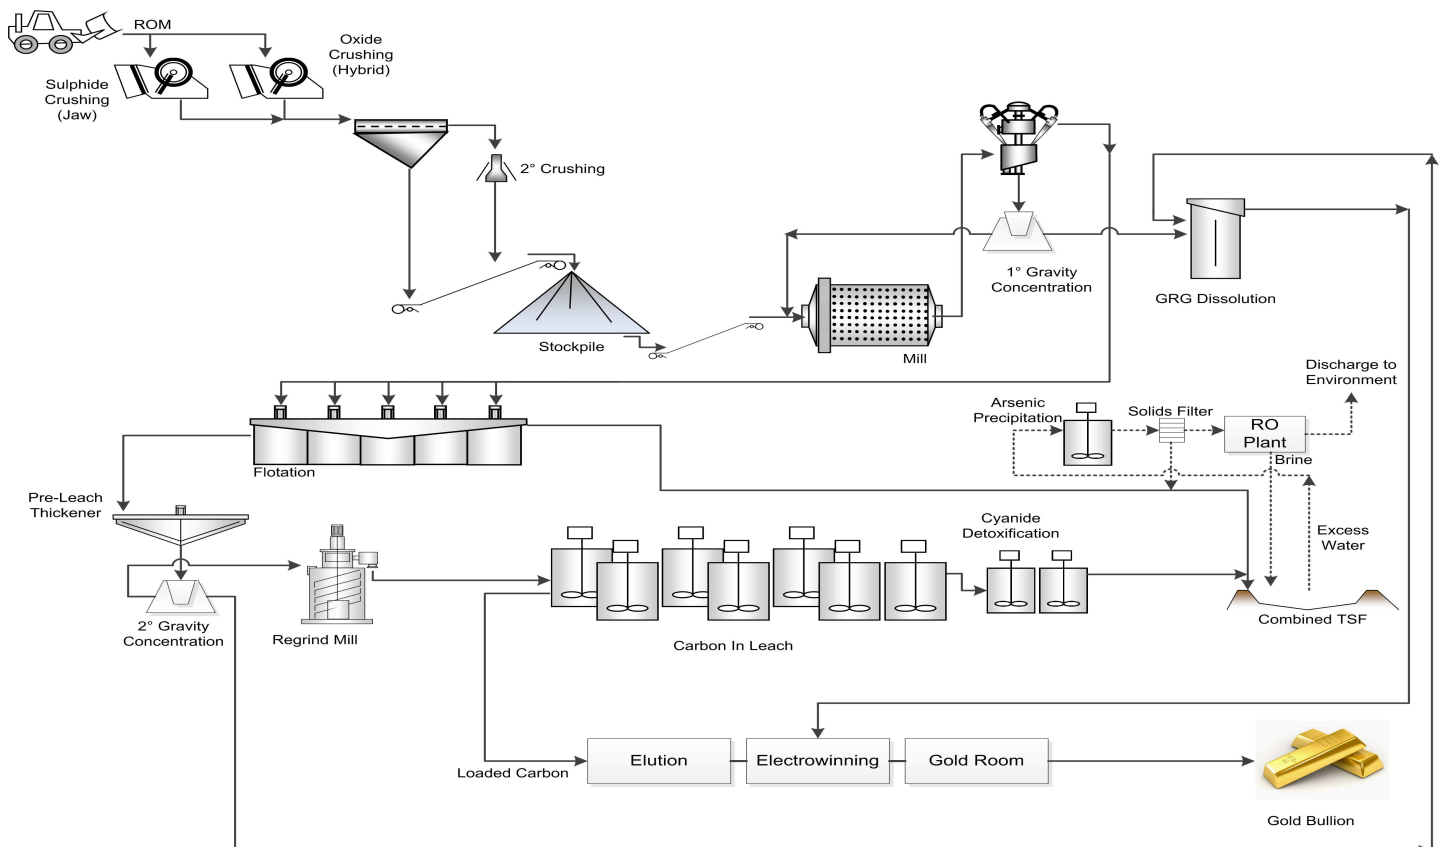 ROM
Oxide
Crushing
(Hybrid)
Sulphide
Crushing
(Jaw)
2° Crushing
1° Gravity
Concentration
GRG Dissolution
Stockpile
Mill
Discharge to
Environment
Arsenic
Precipitation
Solids Filter
RO
Plant
Brine
Flotation
Pre-Leach
Thickener
Cyanide
Detoxification
Excess
Water
2° Gravity
Concentration
Regrind Mill
Carbon In Leach
Combined TSF
Loaded Carbon
Elution
Electrowinning
Gold Room
Gold Bullion